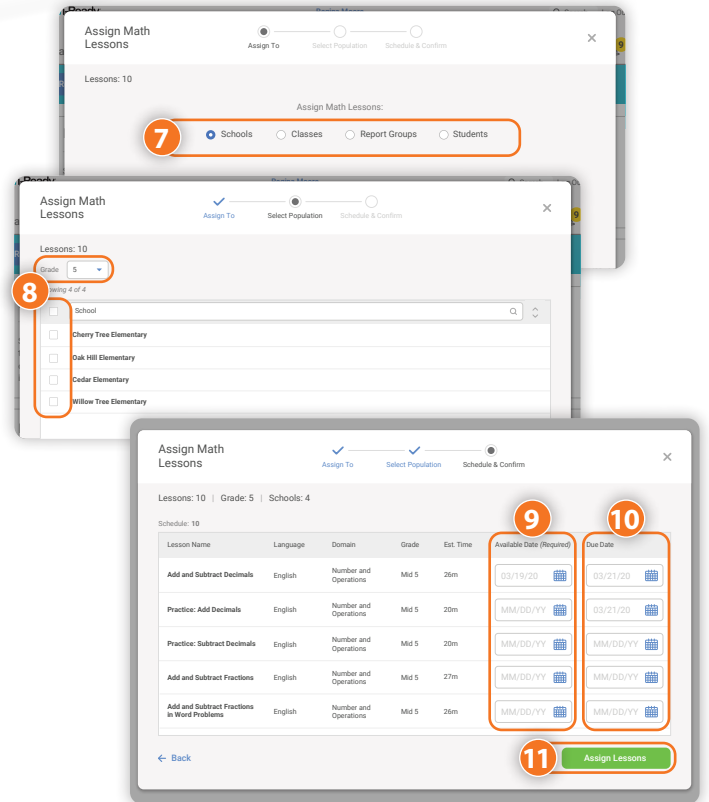 Assign Math
Lessons
Assign To
Select Population
Schedule & Confirm
9
Lessons: 10
Assign Math Lessons:
7
Schools
Classes
Report Groups
Students
Assign Math
Lessons
Assign To
Select Population
Schedule & Confirm
9
Lessons: 10
Grade
5
8
Showing 4 of 4
School
Cherry Tree Elementary
Oak Hill Elementary
Cedar Elementary
Willow Tree Elementary
Assign Math
Lessons
Assign To
Select Population
Schedule & Confirm
Lessons: 10 | Grade: 5 | Schools: 4
9
10
Schedule: 10
Lesson Name Language Domain Grade Est. Time Available Date (Required) Due Date
Add and Subtract Decimals English Number and Operations Mid 5 26m 03/19/20 03/21/20
Practice: Add Decimals English Number and Operations Mid 5 20m MM/DD/YY 03/21/20
Practice: Subtract Decimals English Number and Operations Mid 5 20m MM/DD/YY MM/DD/YY
Add and Subtract Fractions English Number and Operations Mid 5 27m MM/DD/YY MM/DD/YY
Add and Subtract Fractions in Word Problems English Number and Operations Mid 5 26m MM/DD/YY MM/DD/YY
← Back
11
Assign Lessons